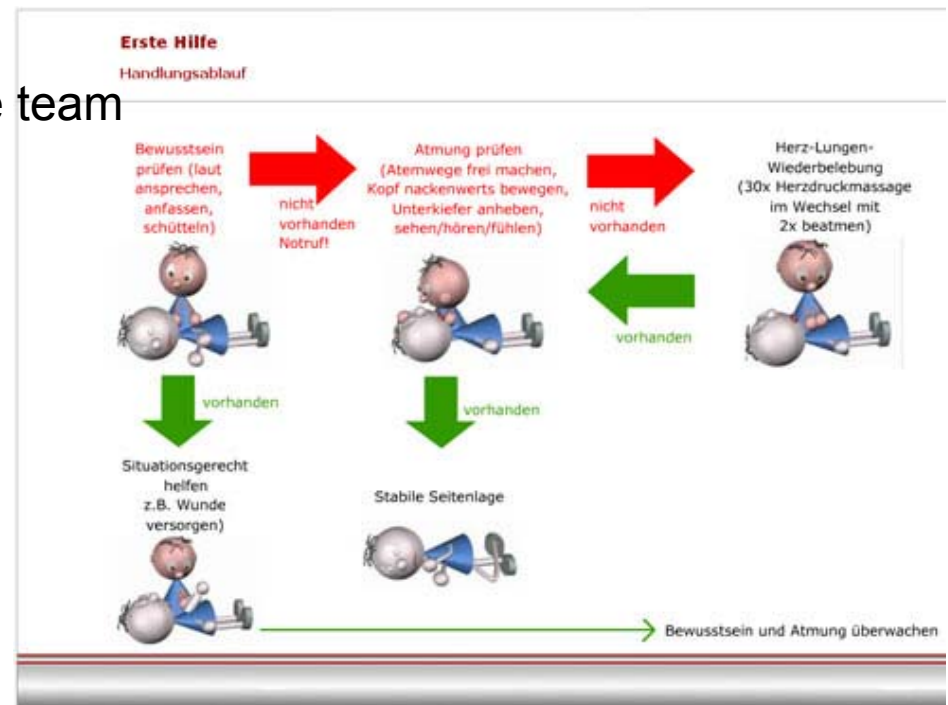 Erste Hilfe
Handlungsablauf
e team
Bewusstsein
prüfen (laut
ansprechen,
anfassen,
schütteln)
nicht
vorhanden
Notruf!
Atmung prüfen
(Atemwege frei machen,
Kopf nackenwerts bewegen,
Unterkiefer anheben,
sehen/hören/fühlen)
nicht
vorhanden
Herz-Lungen-
Wiederbelebung
(30x Herzdruckmassage
im Wechsel mit
2x beatmen)
vorhanden
vorhanden
vorhanden
Situationsgerecht
helfen
z.B. Wunde
versorgen)
Stabile Seitenlage
Bewusstsein und Atmung überwachen